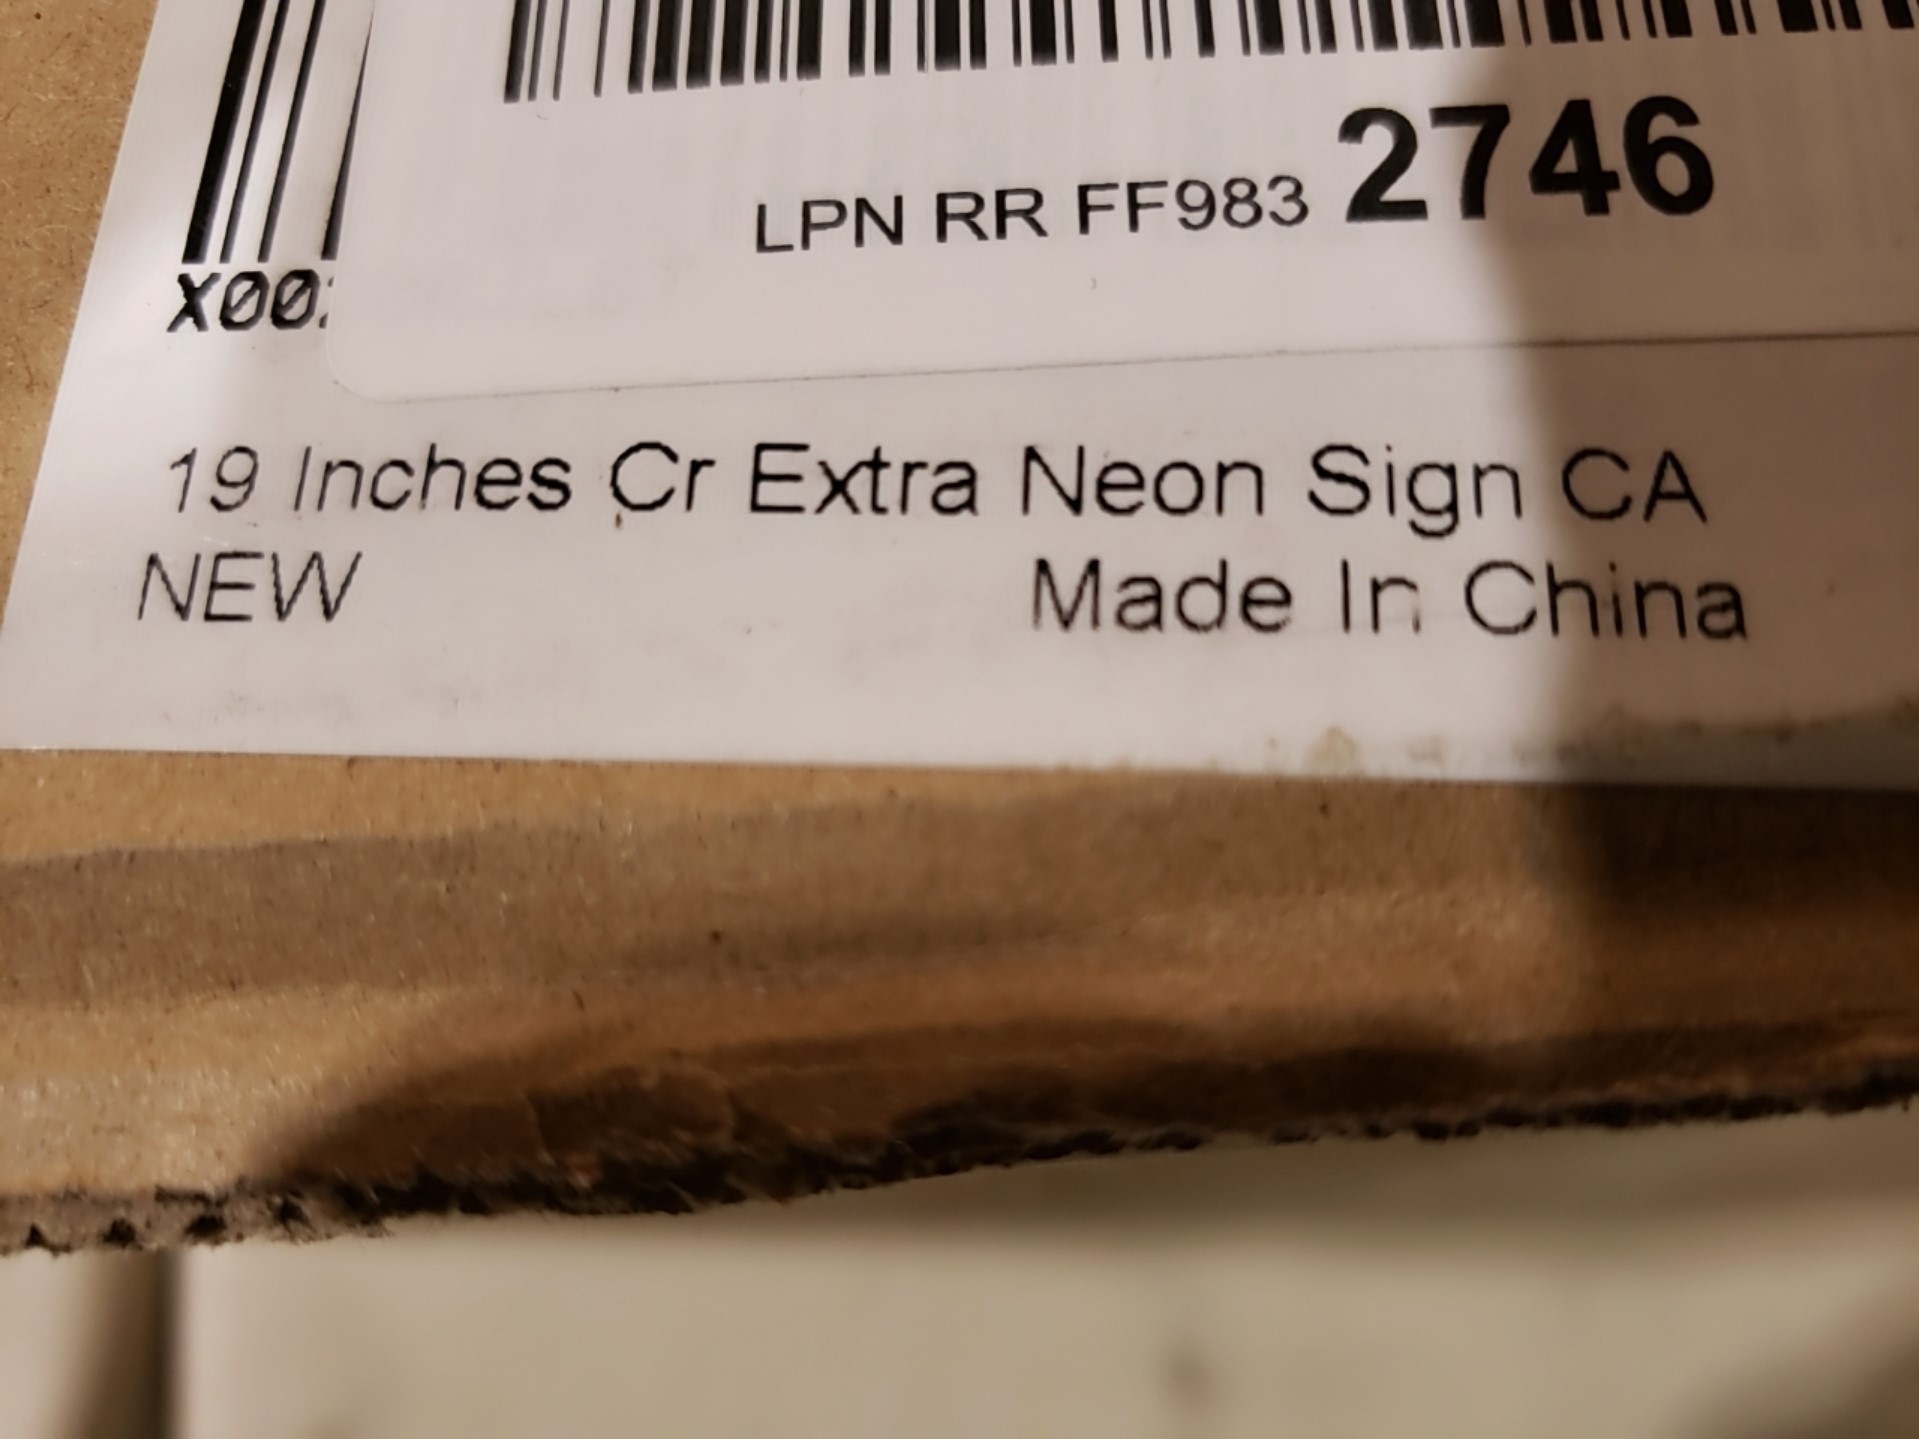 LPN RR FF983 2746
X00
19 Inches Cr Extra Neon Sign CA
NEW Made In China